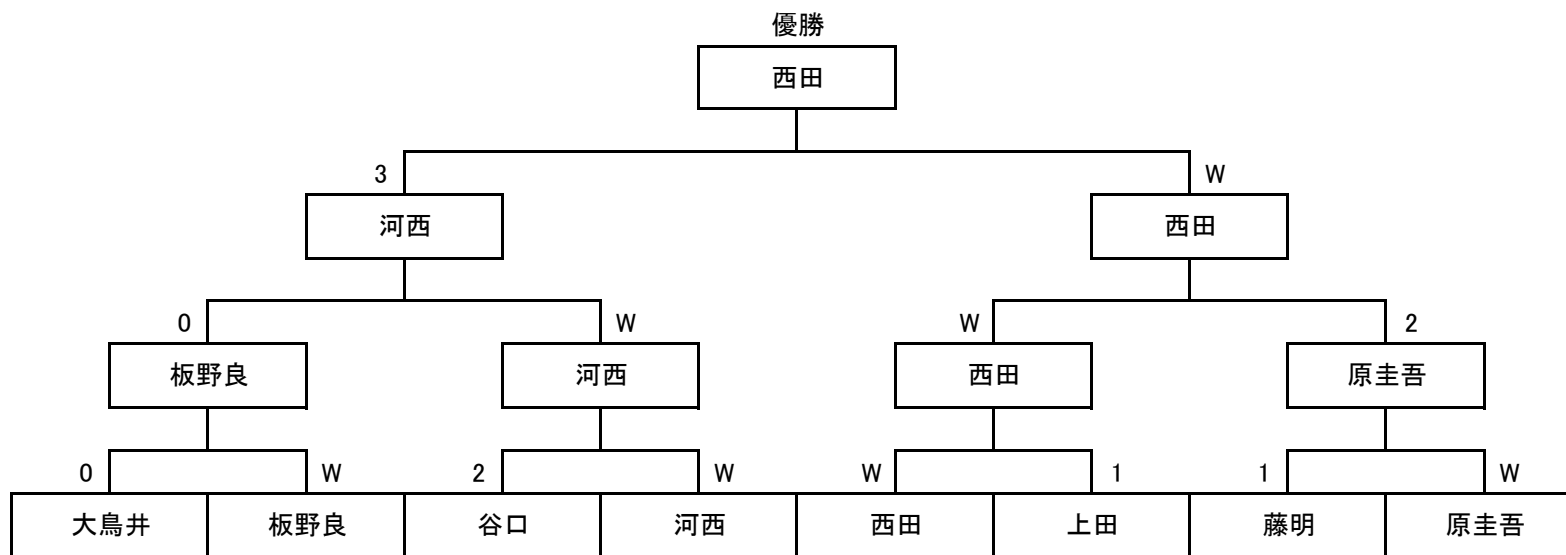 優勝
西田
3 W
河西 西田
0 W W 2
板野良 河西 西田 原圭吾
0 W 2 W W 1 1 W
大鳥井 板野良 谷口 河西 西田 上田 藤明 原圭吾